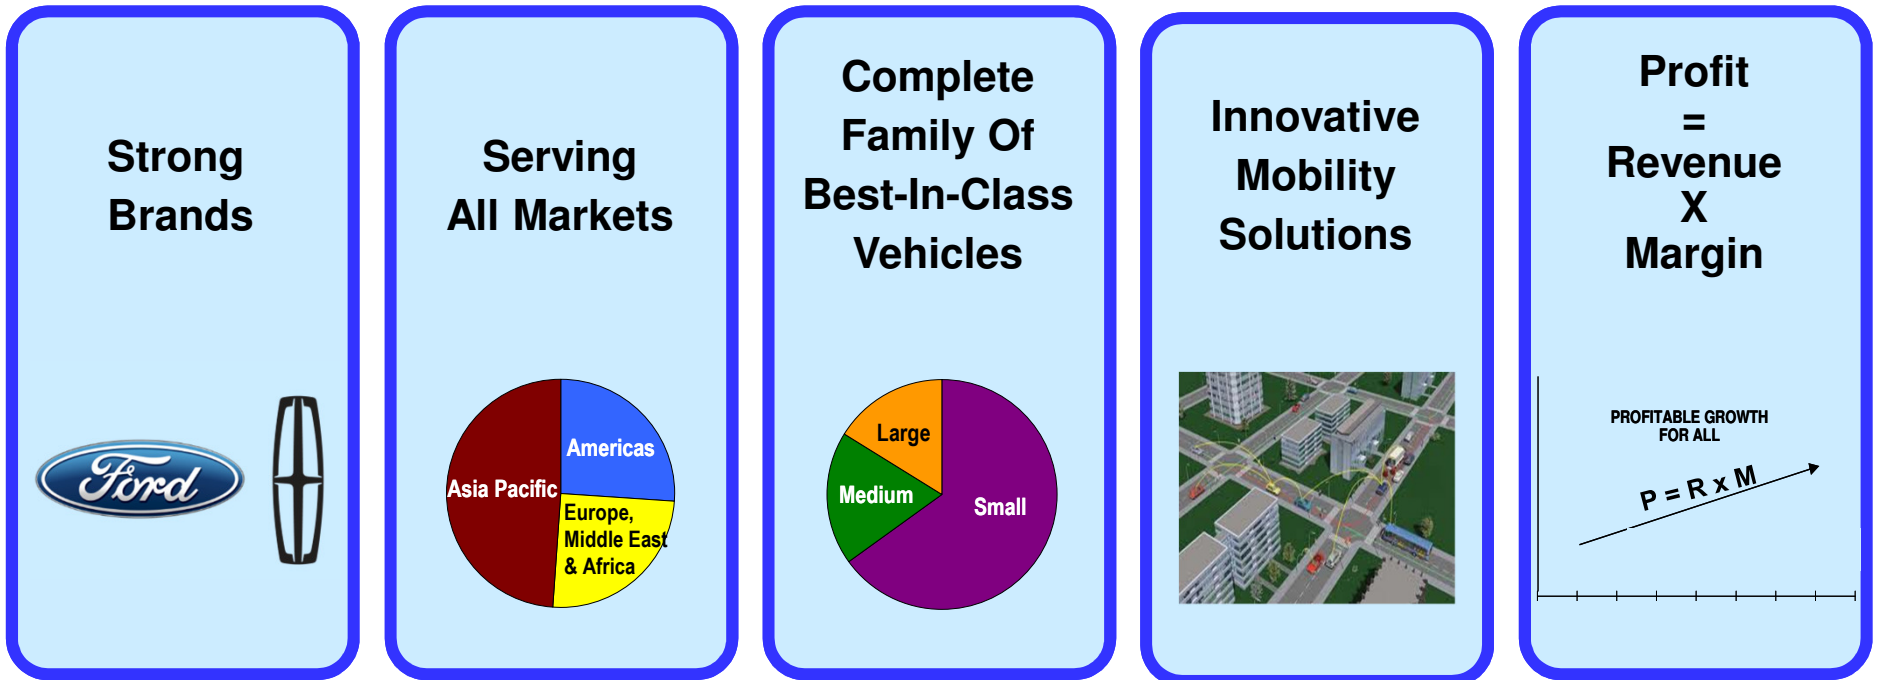 Strong
Brands
Ford
Serving
All Markets
Americas
Asia Pacific
Europe,
Middle East
& Africa
Complete
Family Of
Best-In-Class
Vehicles
Large
Medium
Small
Innovative
Mobility
Solutions
Profit
=
Revenue
X
Margin
PROFITABLE GROWTH
FOR ALL
P = R x M